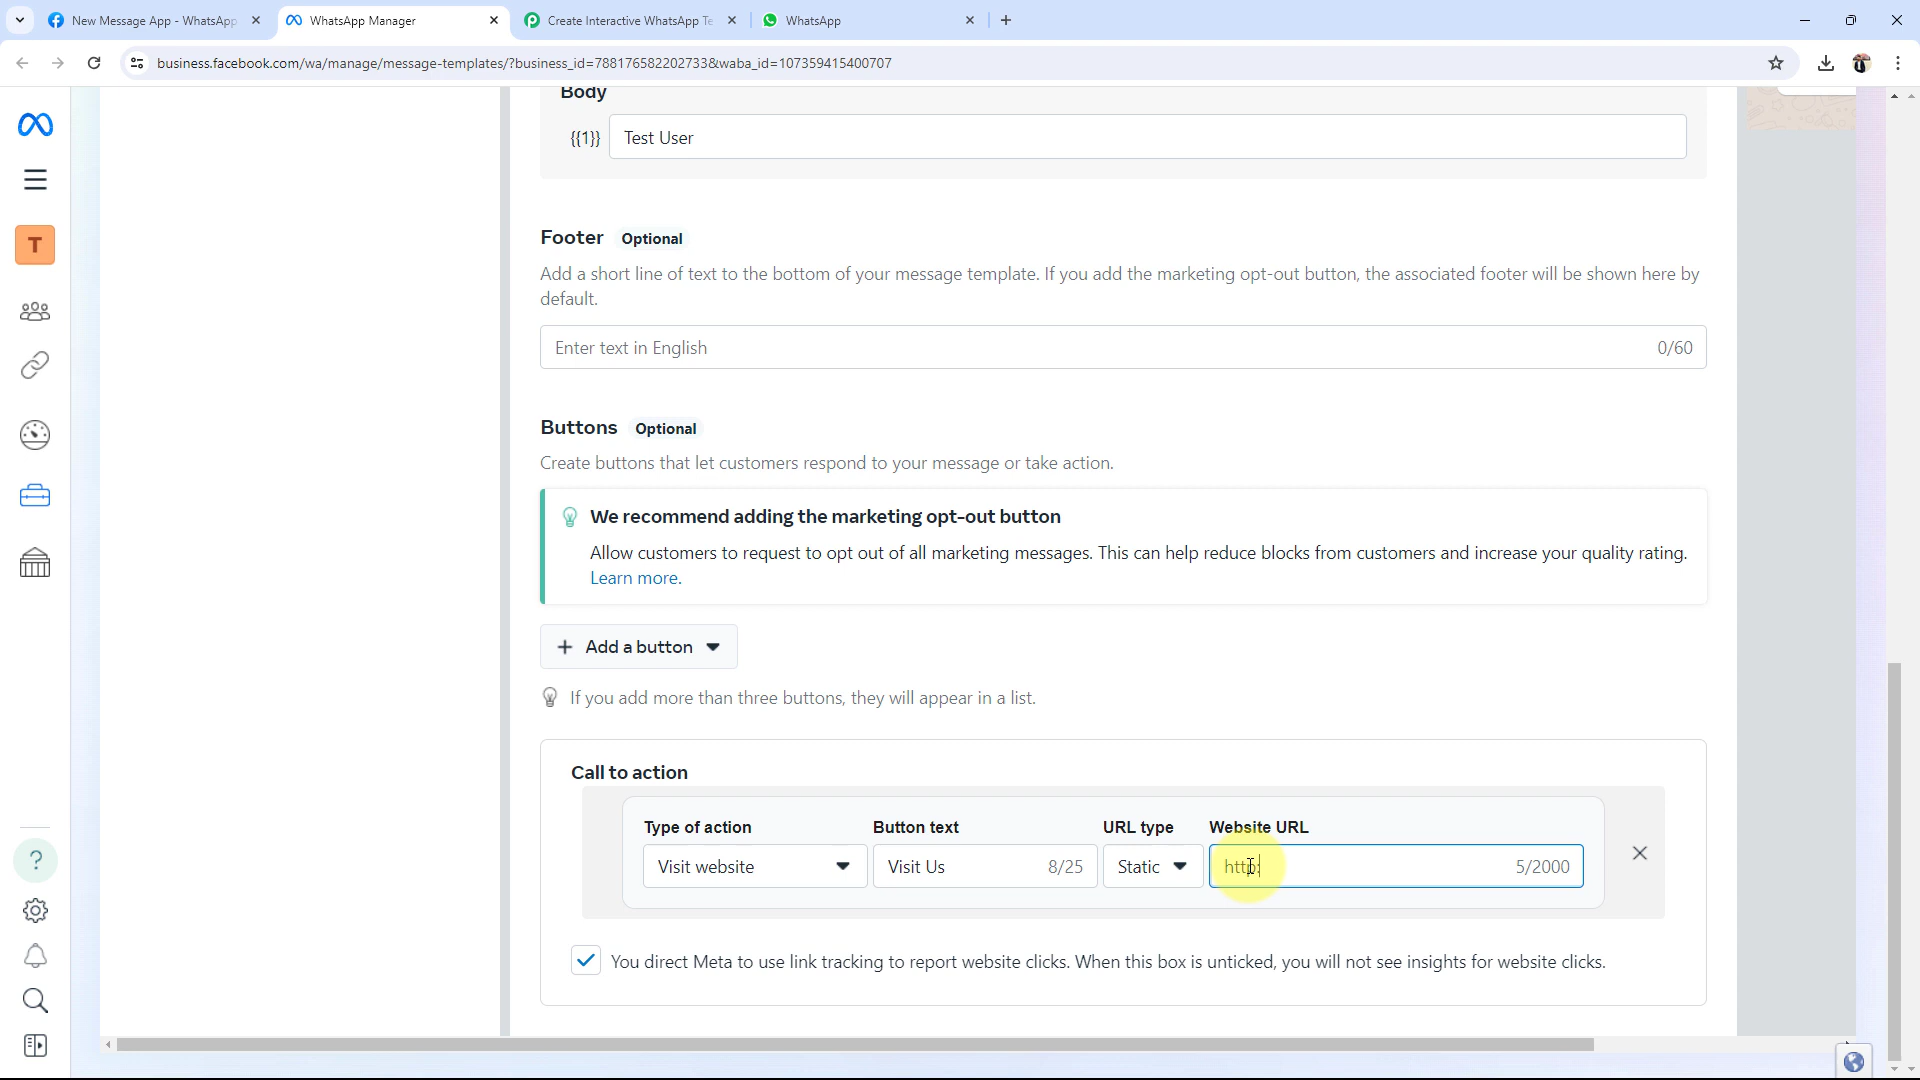 New Message App - WhatsApp
WhatsApp Manager
Create Interactive WhatsApp Te
WhatsApp
business.facebook.com/wa/manage/message-templates/?business_id=788176582202733&waba_id=107359415400707
T
?
Body
{{1}}
Test User
Footer Optional
Add a short line of text to the bottom of your message template. If you add the marketing opt-out button, the associated footer will be shown here by
default.
Enter text in English
0/60
Buttons Optional
Create buttons that let customers respond to your message or take action.
We recommend adding the marketing opt-out button
Allow customers to request to opt out of all marketing messages. This can help reduce blocks from customers and increase your quality rating.
Learn more.
Add a button
If you add more than three buttons, they will appear in a list.
Call to action
Type of action Button text URL type Website URL
Visit website Visit Us 8/25 Static http: 5/2000
You direct Meta to use link tracking to report website clicks. When this box is unticked, you will not see insights for website clicks.